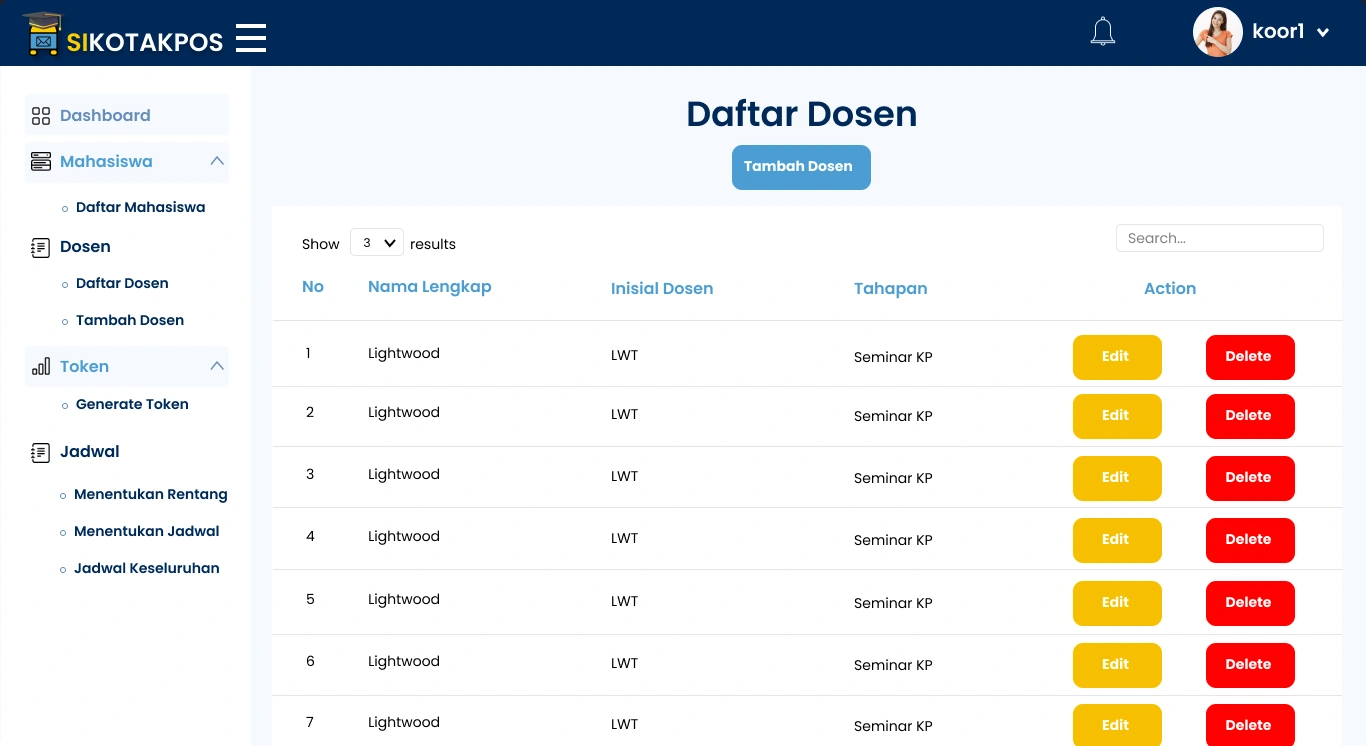 SIKOTAKPOS
koor1
Dashboard
Mahasiswa
Daftar Mahasiswa
Dosen
Daftar Dosen
Tambah Dosen
Token
Generate Token
Jadwal
Menentukan Rentang
Menentukan Jadwal
Jadwal Keseluruhan
Daftar Dosen
Tambah Dosen
Show 3 results
Search...
No Nama Lengkap Inisial Dosen Tahapan Action
1 Lightwood LWT Seminar KP Edit Delete
2 Lightwood LWT Seminar KP Edit Delete
3 Lightwood LWT Seminar KP Edit Delete
4 Lightwood LWT Seminar KP Edit Delete
5 Lightwood LWT Seminar KP Edit Delete
6 Lightwood LWT Seminar KP Edit Delete
7 Lightwood LWT Seminar KP Edit Delete